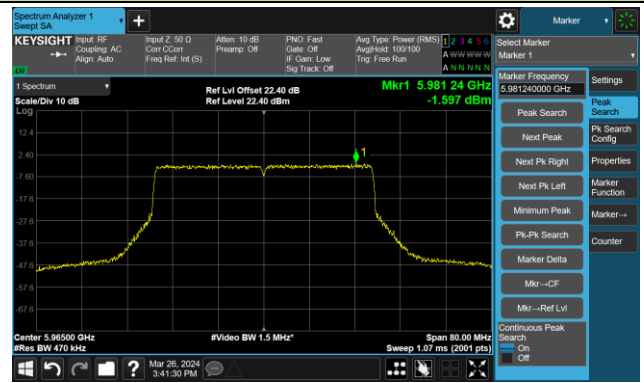 Spectrum Analyzer 1
Swept SA
Marker
KEYSIGHT
Input: RF
Coupling: AC
Align: Auto
Input Z: 50 Ω
Corr CCorr
Freq Ref: Int (S)
Atten: 10 dB
Preamp: Off
PNO: Fast
Gate: Off
IF Gain: Low
Sig Track: Off
Avg Type: Power (RMS)
Avg|Hold: 100/100
Trig: Free Run
1 2 3 4 5 6
A W W W W W
A N N N N N
LW
Select Marker
Marker 1
1 Spectrum
Scale/Div 10 dB
Log
Ref Lvl Offset 22.40 dB
Ref Level 22.40 dBm
Mkr1 5.981 24 GHz
-1.597 dBm
12.4
2.40
-7.60
-17.6
-27.6
-37.6
-47.6
-57.6
-67.6
1
Center 5.96500 GHz
#Res BW 470 kHz
#Video BW 1.5 MHz*
Span 80.00 MHz
Sweep 1.07 ms (2001 pts)
Marker Frequency
5.981240000 GHz
Peak Search
Next Peak
Next Pk Right
Next Pk Left
Minimum Peak
Pk-Pk Search
Marker Delta
Mkr→CF
Mkr→Ref Lvl
Continuous Peak
Search
On
Off
Settings
Peak
Search
Pk Search
Config
Properties
Marker
Function
Marker→
Counter
Mar 26, 2024
3:41:30 PM